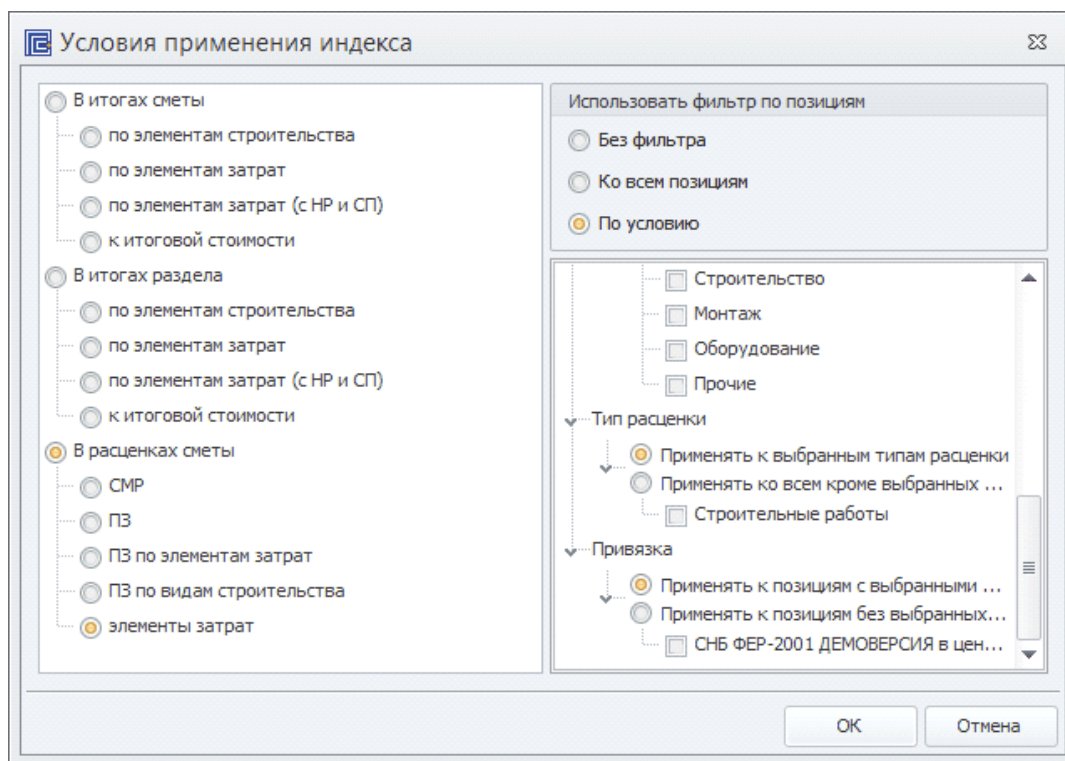 Условия применения индекса
В итогах сметы
по элементам строительства
по элементам затрат
по элементам затрат (с НР и СП)
к итоговой стоимости
В итогах раздела
по элементам строительства
по элементам затрат
по элементам затрат (с НР и СП)
к итоговой стоимости
В расценках сметы
СМР
ПЗ
ПЗ по элементам затрат
ПЗ по видам строительства
элементы затрат
Использовать фильтр по позициям
Без фильтра
Ко всем позициям
По условию
Строительство
Монтаж
Оборудование
Прочие
Тип расценки
Применять к выбранным типам расценки
Применять ко всем кроме выбранных ...
Строительные работы
Привязка
Применять к позициям с выбранными ...
Применять к позициям без выбранных...
СНБ ФЕР-2001 ДЕМОВЕРСИЯ в цен...
ОК
Отмена